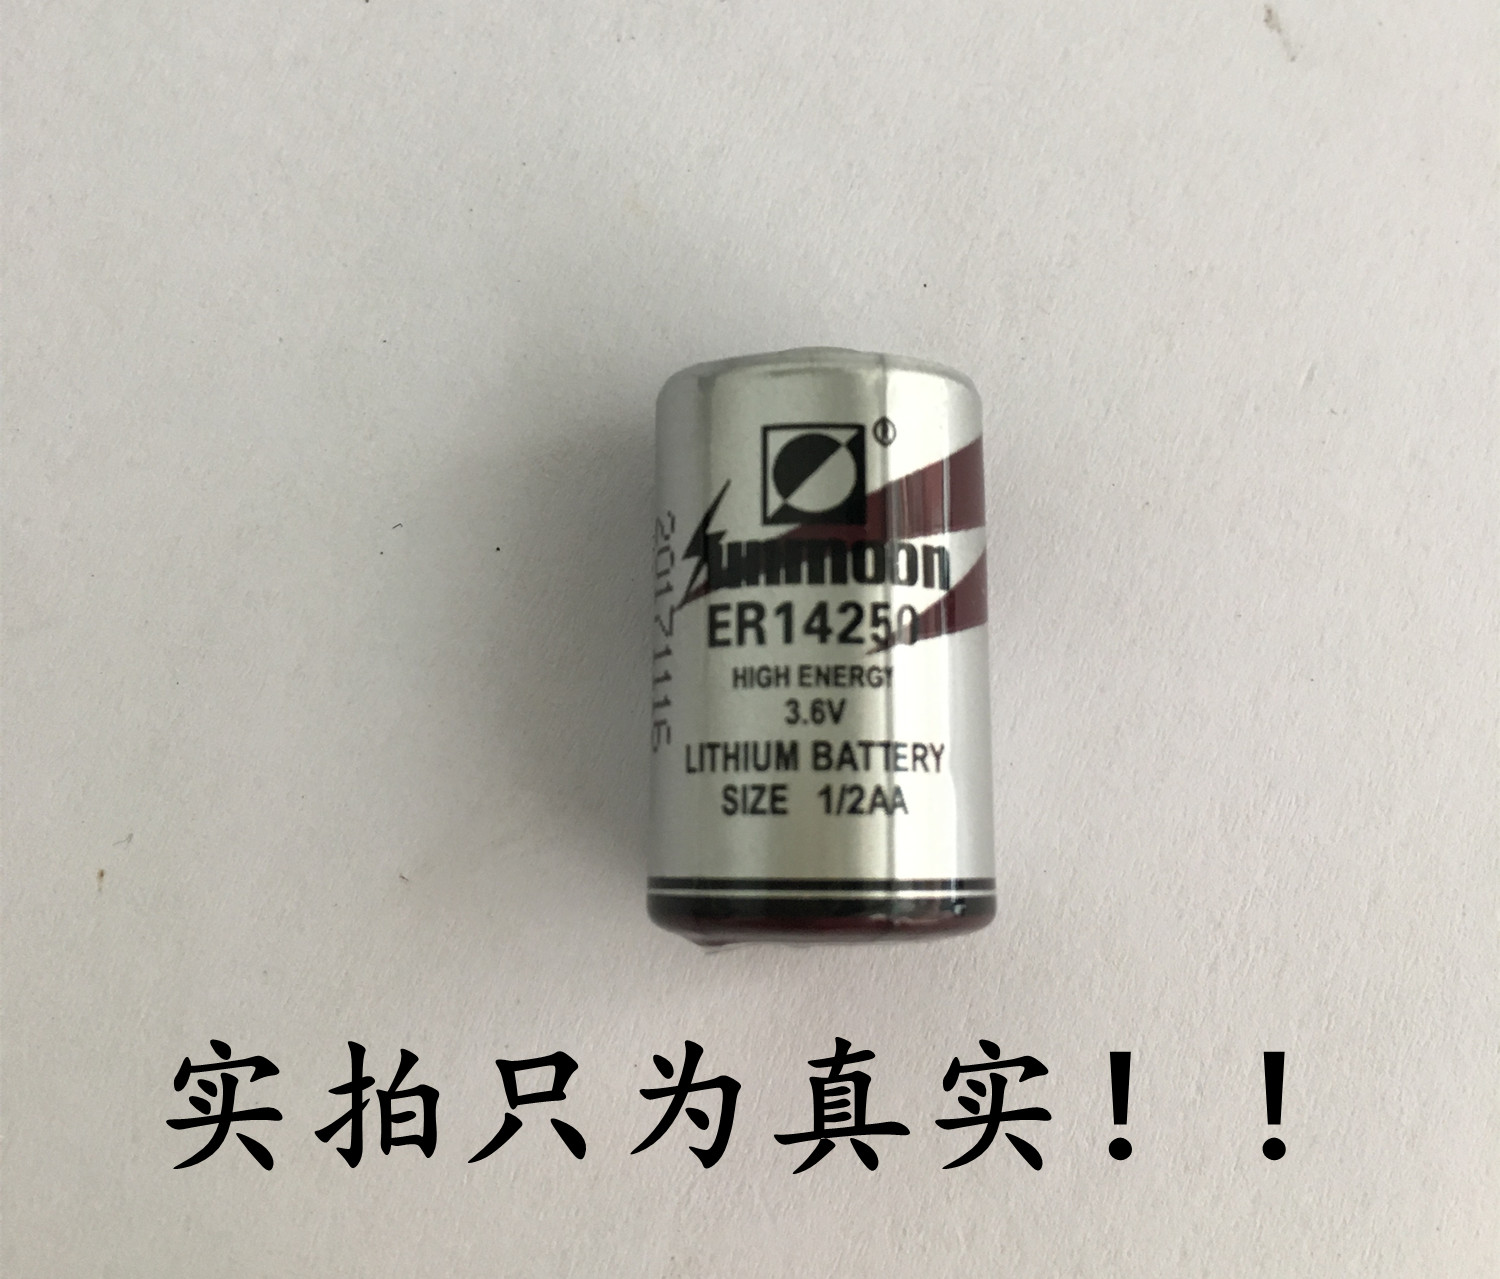 ®
Sunmoon
ER14250
HIGH ENERGY
3.6V
LITHIUM BATTERY
SIZE 1/2AA
20171116
实拍只为真实！！